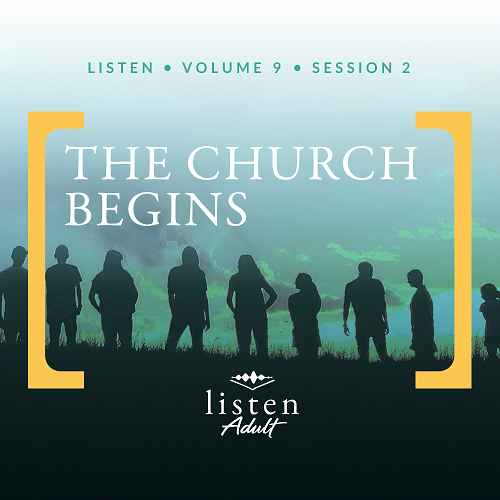 LISTEN • VOLUME 9 • SESSION 2
THE CHURCH
BEGINS
listen
Adult